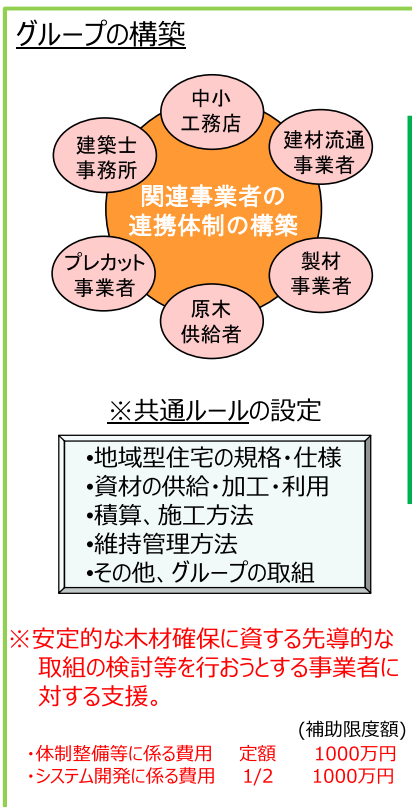 グループの構築
中小
工務店
建築士
事務所
建材流通
事業者
関連事業者の
連携体制の構築
プレカット
事業者
製材
事業者
原木
供給者
※共通ルールの設定
・地域型住宅の規格・仕様
・資材の供給・加工・利用
・積算、施工方法
・維持管理方法
・その他、グループの取組
※安定的な木材確保に資する先導的な
取組の検討等を行おうとする事業者に
対する支援。
(補助限度額)
・体制整備等に係る費用 定額 1000万円
・システム開発に係る費用 1/2 1000万円